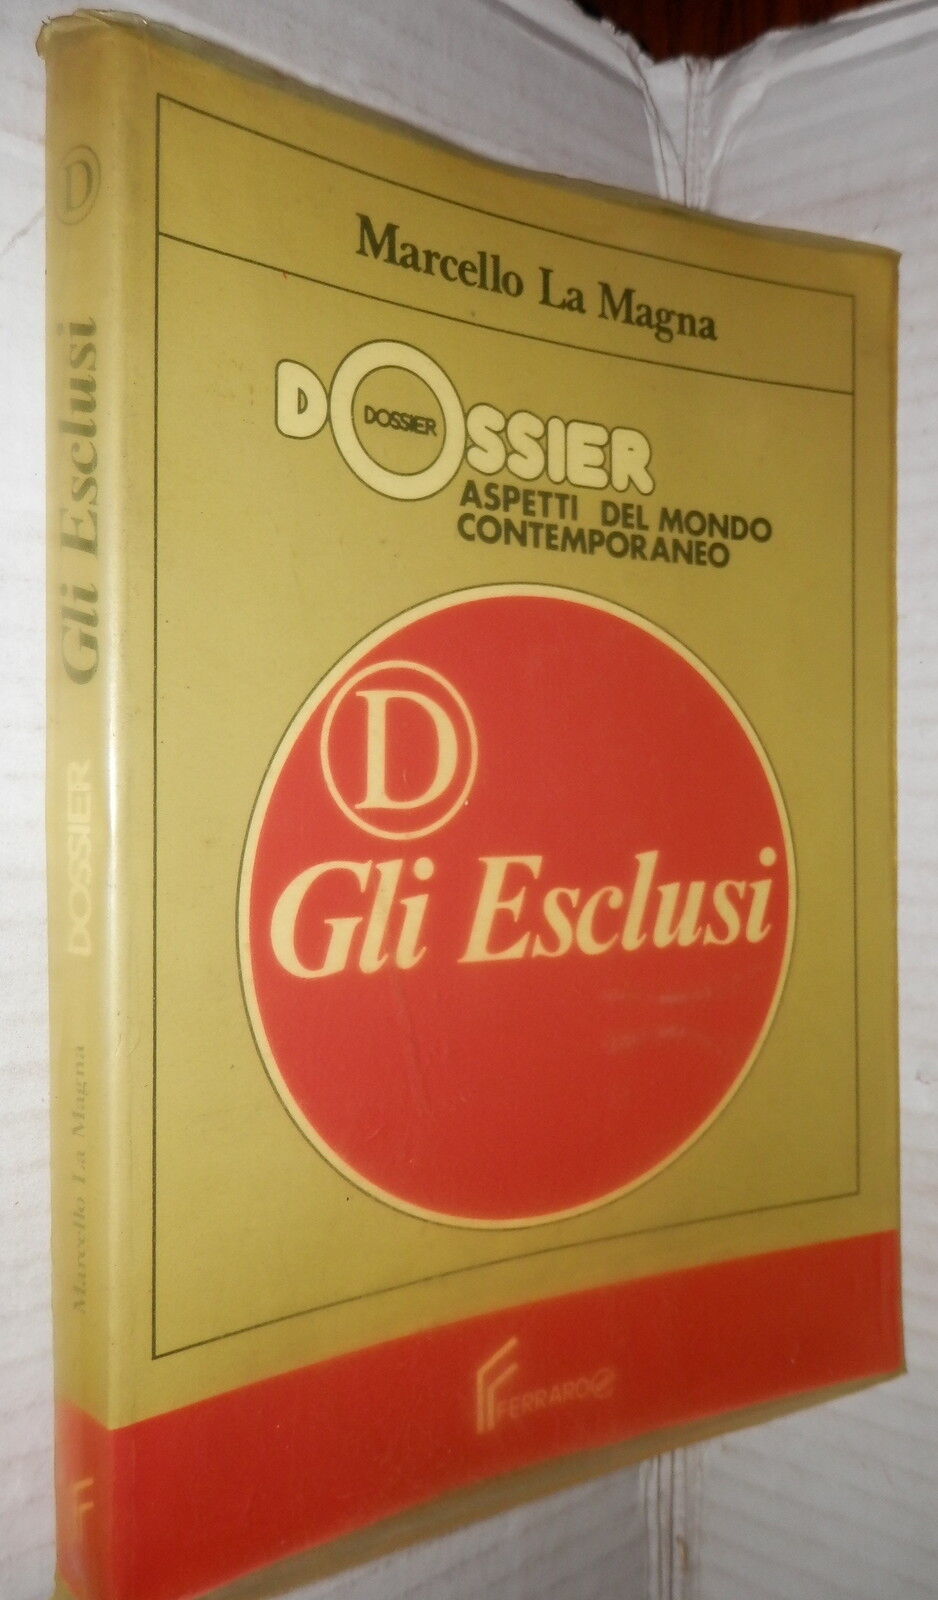 Marcello La Magna
DOSSIER
DOSSIER
ASPETTI DEL MONDO
CONTEMPORANEO
D
Gli Esclusi
FERRARO
D
Gli Esclusi
DOSSIER
Marcello La Magna